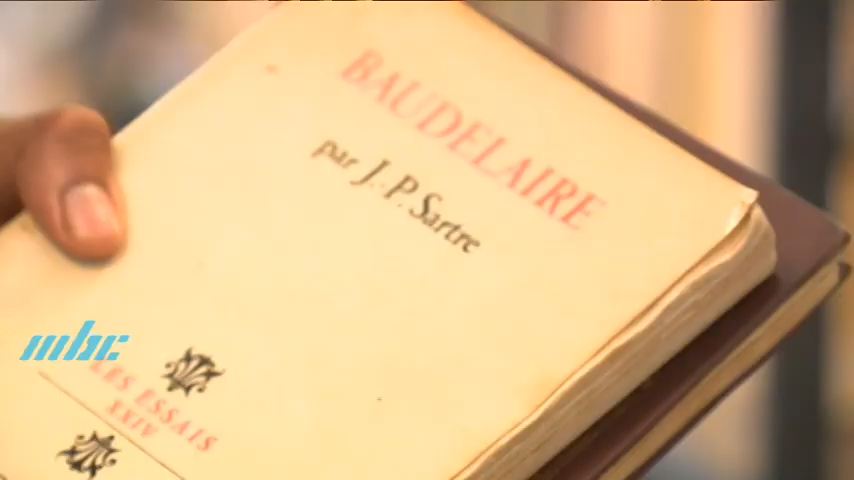 BAUDELAIRE
par J.-P. Sartre
mbc
LES ESSAIS
XXIV